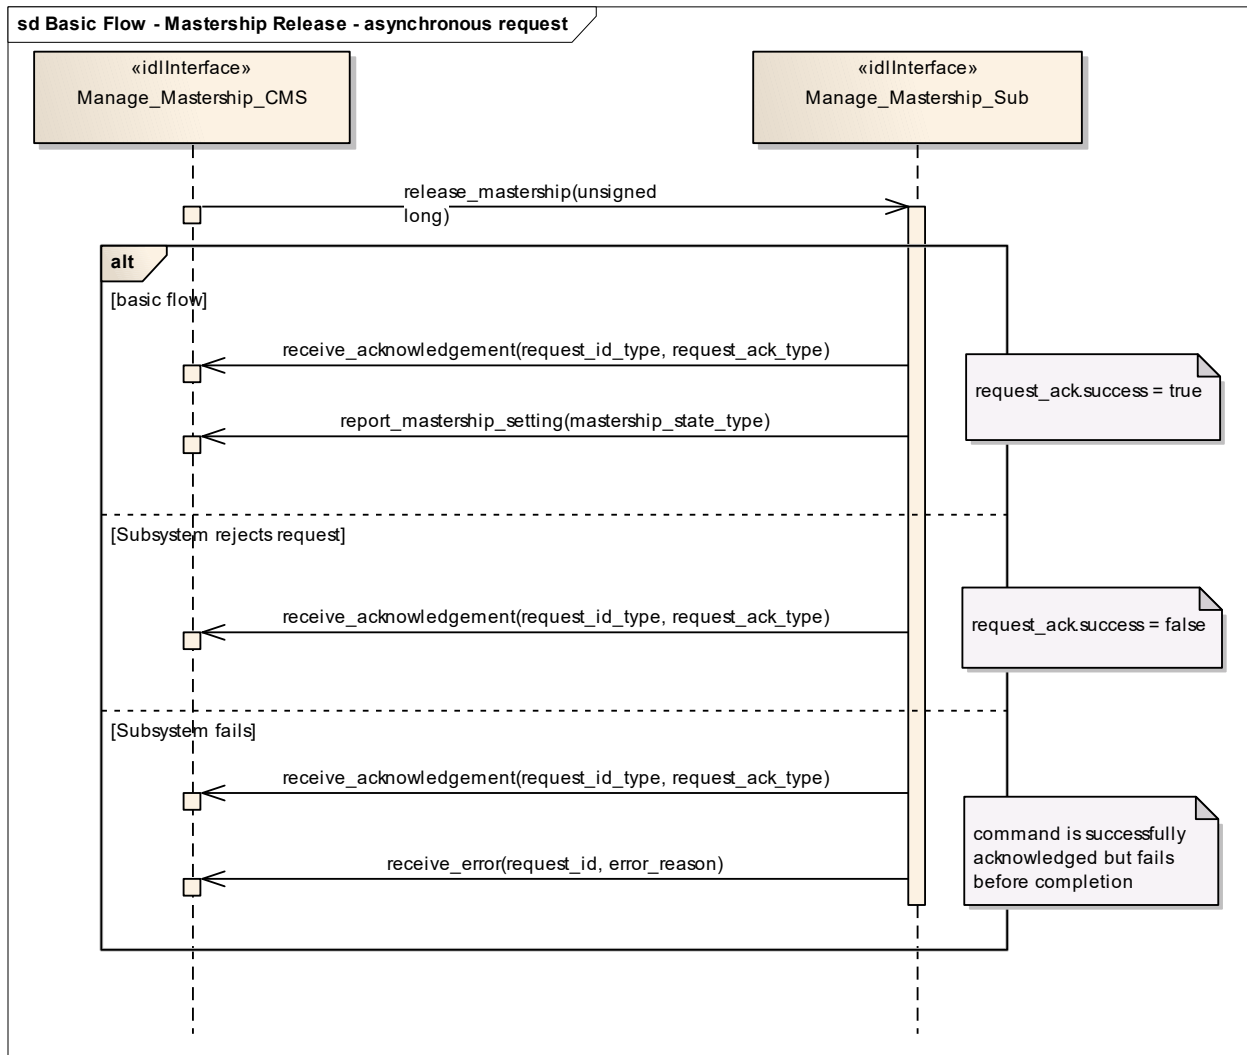 sd Basic Flow - Mastership Release - asynchronous request
«idlInterface»
Manage_Mastership_CMS
«idlInterface»
Manage_Mastership_Sub
release_mastership(unsigned
long)
alt
[basic flow]
receive_acknowledgement(request_id_type, request_ack_type)
request_ack.success = true
report_mastership_setting(mastership_state_type)
[Subsystem rejects request]
receive_acknowledgement(request_id_type, request_ack_type)
request_ack.success = false
[Subsystem fails]
receive_acknowledgement(request_id_type, request_ack_type)
command is successfully
acknowledged but fails
before completion
receive_error(request_id, error_reason)